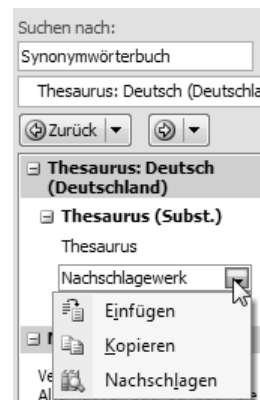 Suchen nach:
Synonymwörterbuch
Thesaurus: Deutsch (Deutschla
Zurück
Thesaurus: Deutsch
(Deutschland)
Thesaurus (Subst.)
Thesaurus
Nachschlagewerk
Einfügen
Kopieren
Nachschlagen